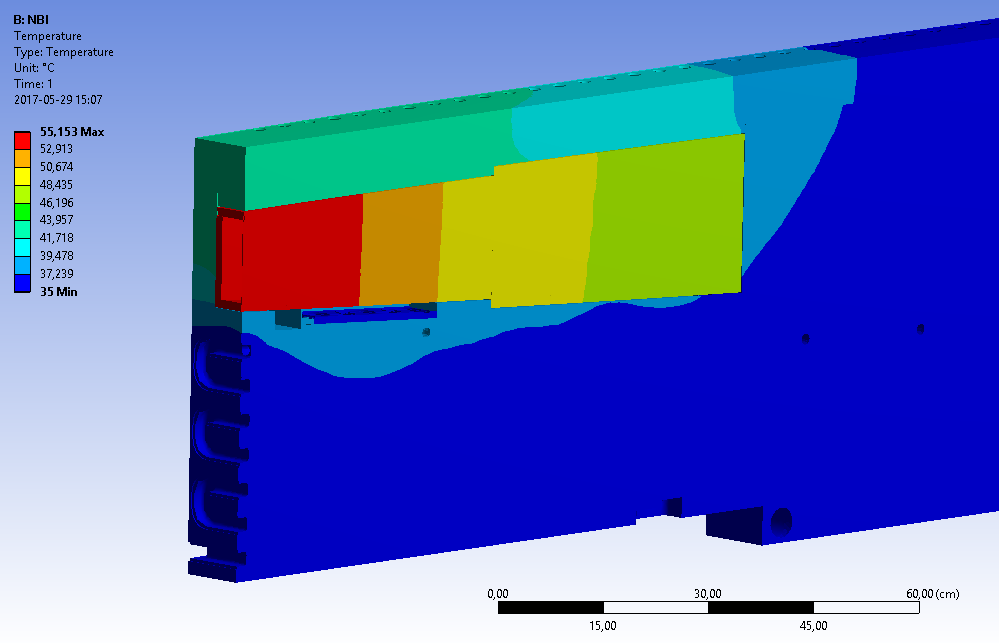 B: NBI
Temperature
Type: Temperature
Unit: °C
Time: 1
2017-05-29 15:07
55,153 Max
52,913
50,674
48,435
46,196
43,957
41,718
39,478
37,239
35 Min
0,00 30,00 60,00 (cm)
15,00 45,00